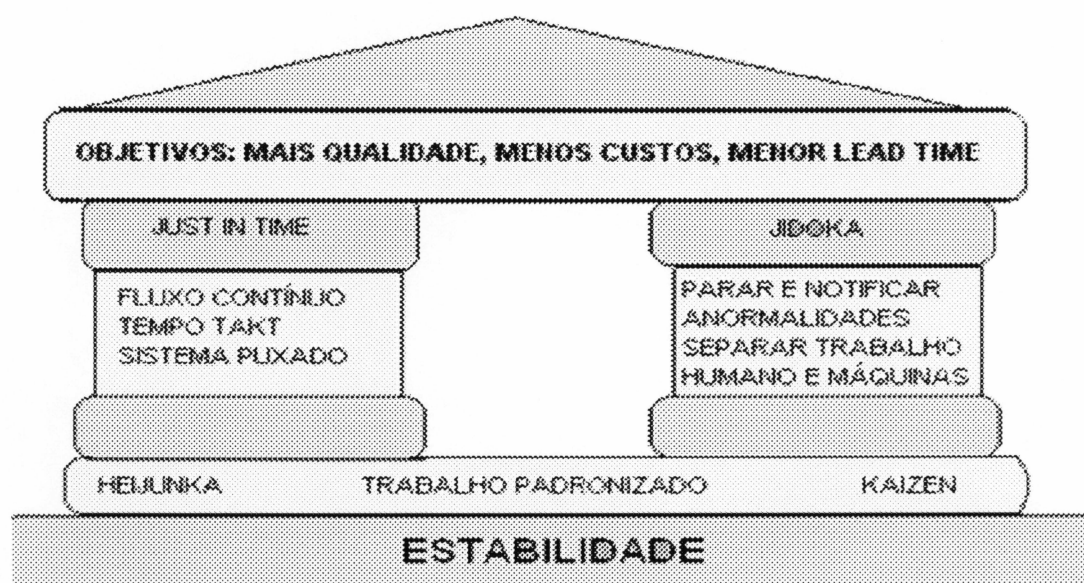 OBJETIVOS: MAIS QUALIDADE, MENOS CUSTOS, MENOR LEAD TIME
JUST IN TIME
FLUXO CONTÍNUO
TEMPO TAKT
SISTEMA PUXADO
JIDOKA
PARAR E NOTIFICAR
ANORMALIDADES
SEPARAR TRABALHO
HUMANO E MÁQUINAS
HEIJUNKA TRABALHO PADRONIZADO KAIZEN
ESTABILIDADE